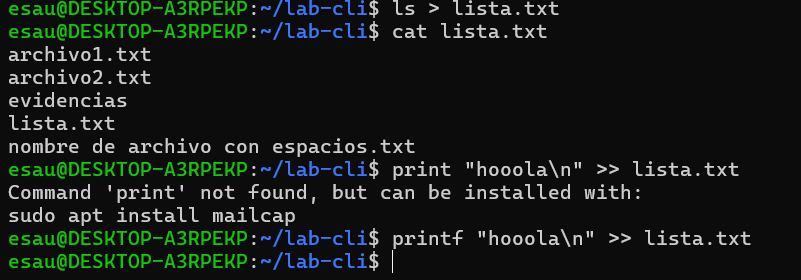 esau@DESKTOP-A3RPEKP:~/lab-cli$ ls > lista.txt
esau@DESKTOP-A3RPEKP:~/lab-cli$ cat lista.txt
archivo1.txt
archivo2.txt
evidencias
lista.txt
nombre de archivo con espacios.txt
esau@DESKTOP-A3RPEKP:~/lab-cli$ print "hooola\n" >> lista.txt
Command 'print' not found, but can be installed with:
sudo apt install mailcap
esau@DESKTOP-A3RPEKP:~/lab-cli$ printf "hooola\n" >> lista.txt
esau@DESKTOP-A3RPEKP:~/lab-cli$